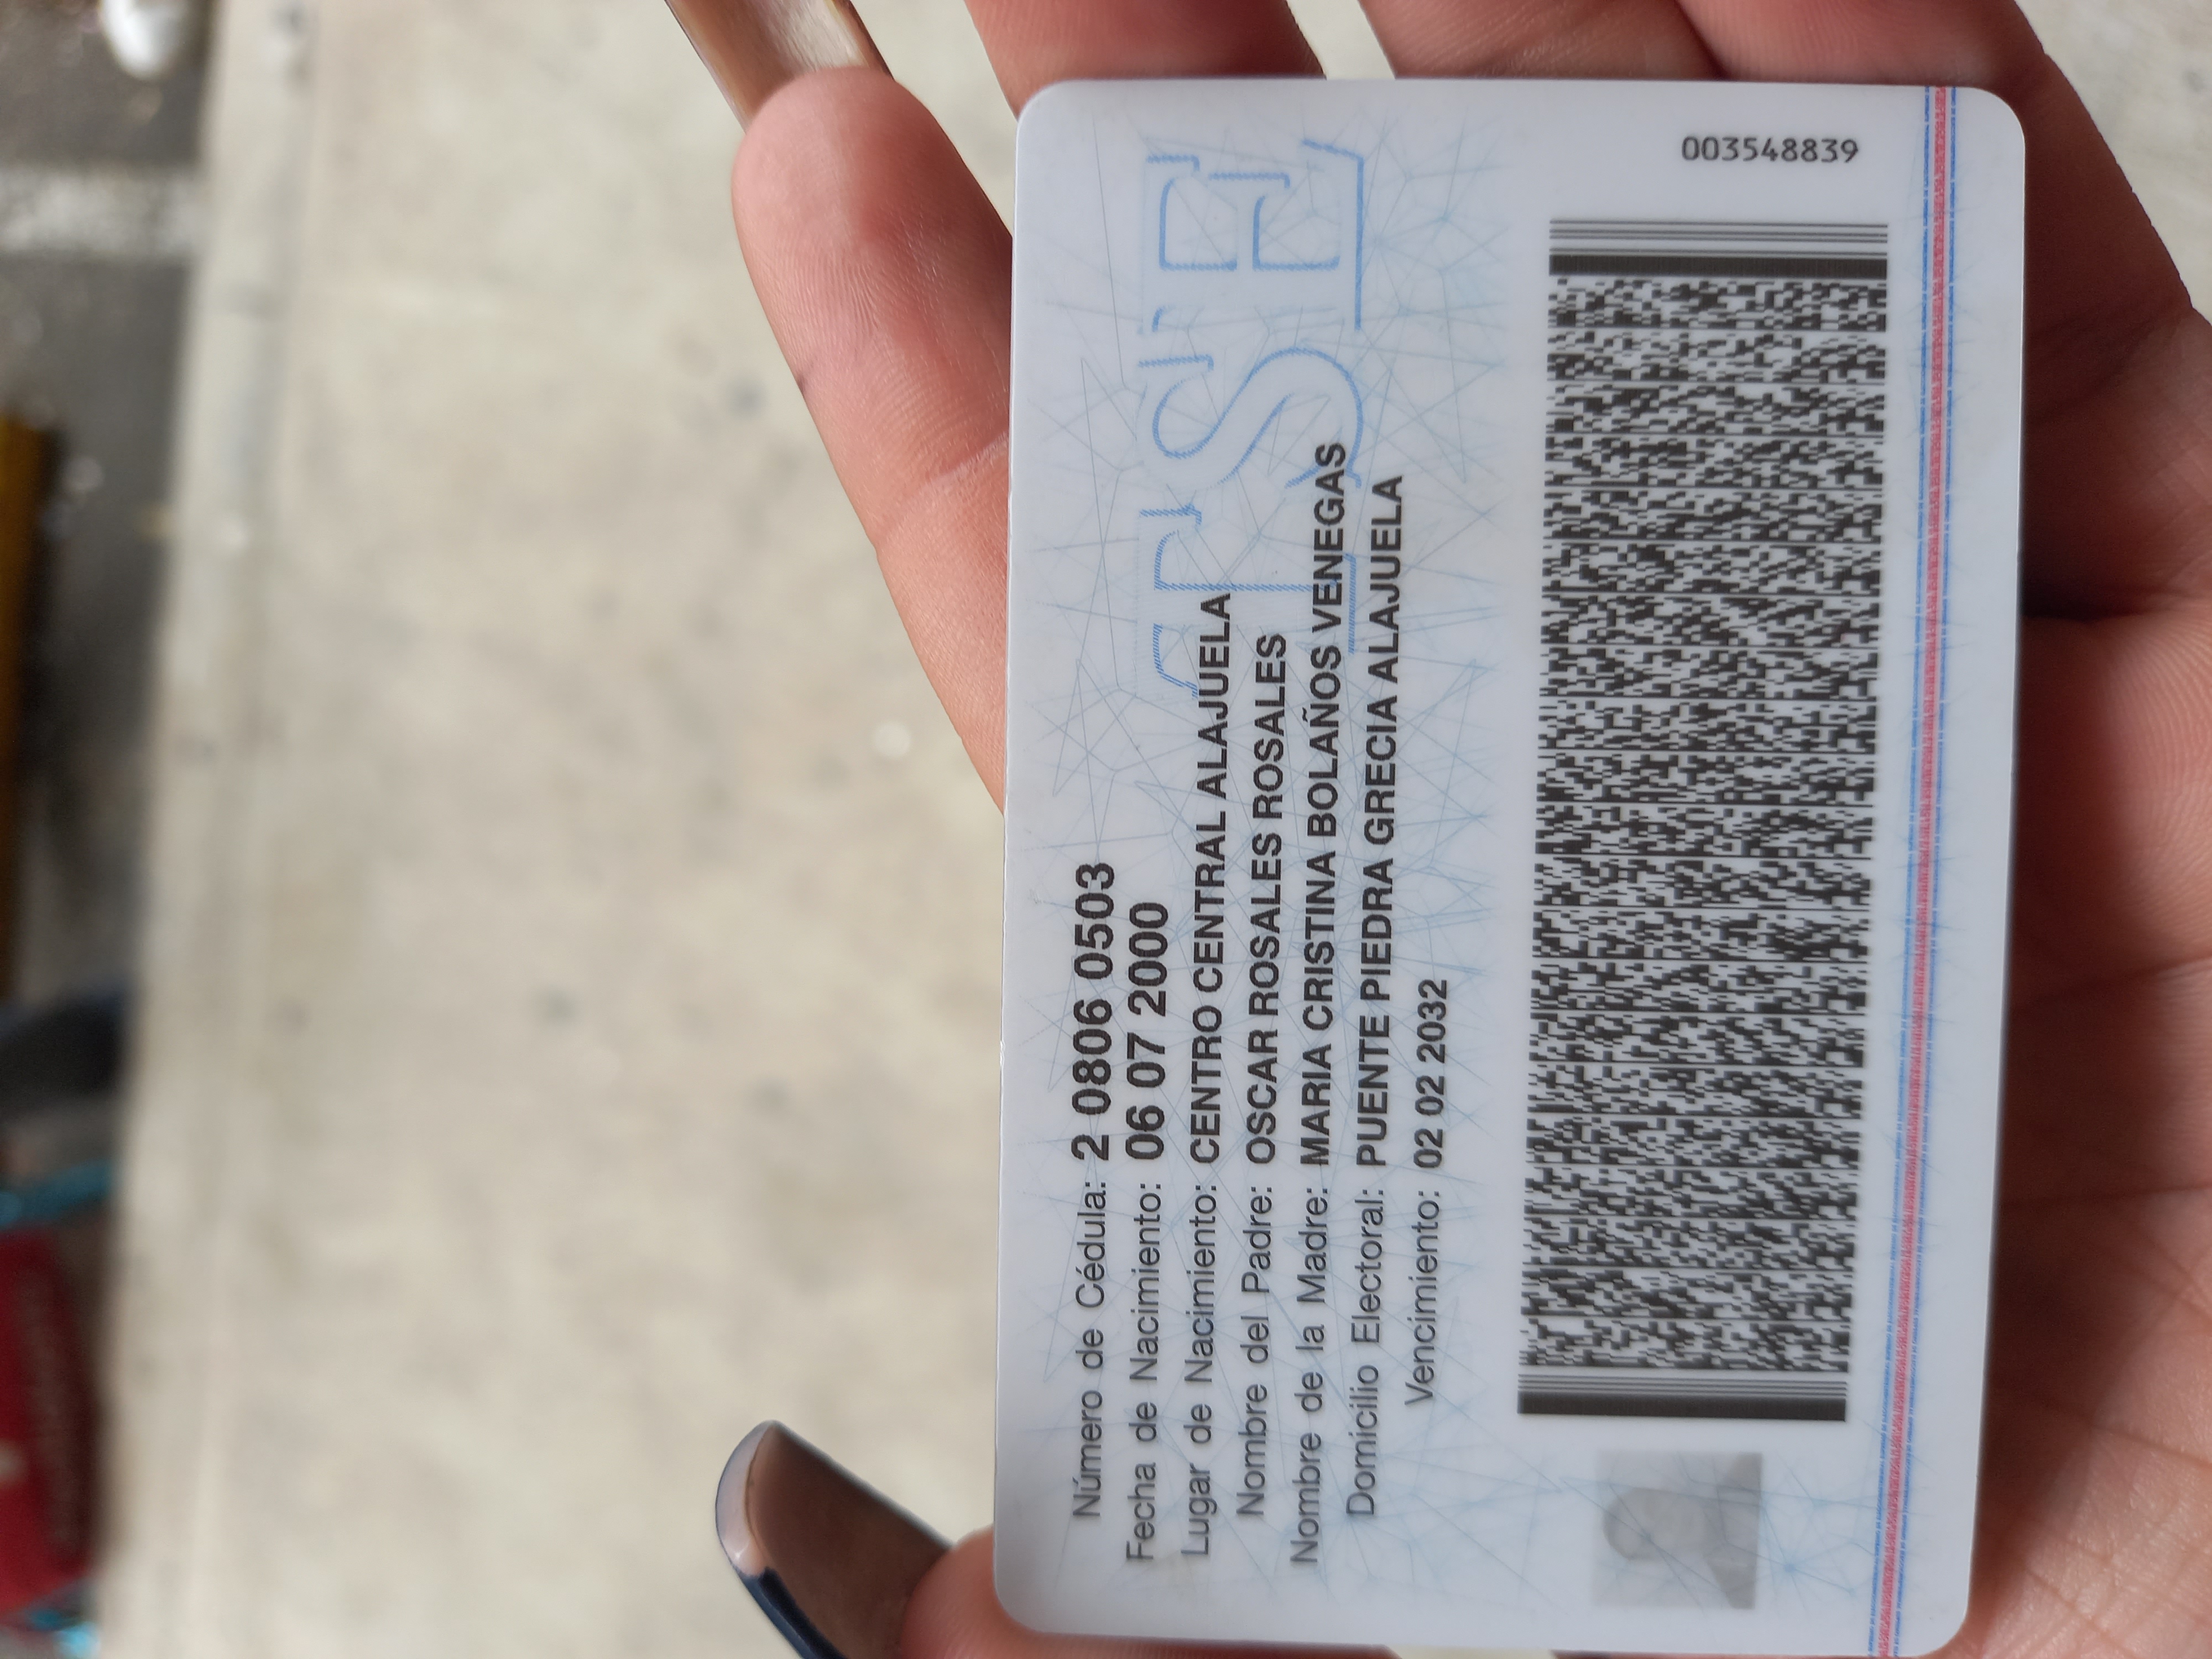 TSE
Número de Cédula: 2 0806 0503
Fecha de Nacimiento: 06 07 2000
Lugar de Nacimiento: CENTRO CENTRAL ALAJUELA
Nombre del Padre: OSCAR ROSALES ROSALES
Nombre de la Madre: MARIA CRISTINA BOLAÑOS VENEGAS
Domicilio Electoral: PUENTE PIEDRA GRECIA ALAJUELA
Vencimiento: 02 02 2032
003548839